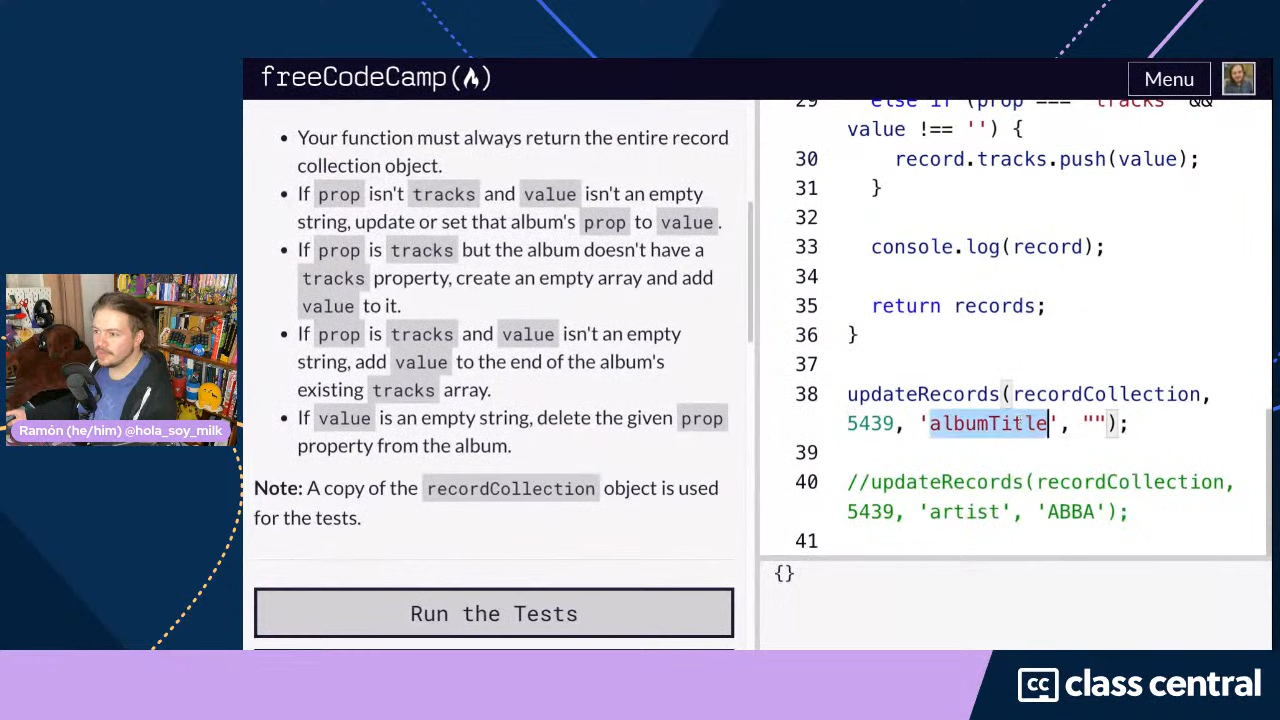 freeCodeCamp(
)
Menu
Your function must always return the entire record
collection object.
If prop isn't tracks and value isn't an empty
string, update or set that album's prop to value.
If prop is tracks but the album doesn't have a
tracks property, create an empty array and add
value to it.
If prop is tracks and value isn't an empty
string, add value to the end of the album's
existing tracks array.
If value is an empty string, delete the given prop
property from the album.
Note: A copy of the recordCollection object is used
for the tests.
Run the Tests
29 else if (prop === "tracks" &&
value !== '') {
30 record.tracks.push(value);
31 }
32
33 console.log(record);
34
35 return records;
36 }
37
38 updateRecords(recordCollection,
5439, 'albumTitle', "");
39
40 //updateRecords(recordCollection,
5439, 'artist', 'ABBA');
41
{}
Ramón (he/him) @hola_soy_milk
cc class central